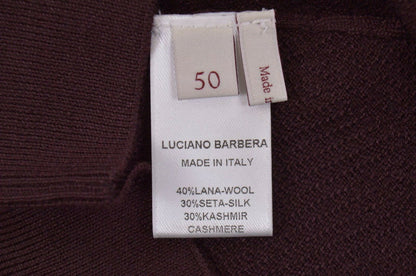 50
Made in
LUCIANO BARBERA
MADE IN ITALY
40%LANA-WOOL
30%SETA-SILK
30%KASHMIR
CASHMERE